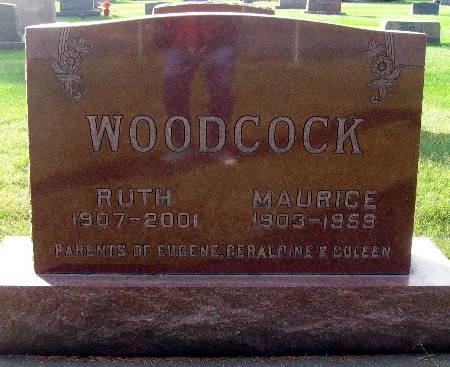 WOODCOCK
RUTH MAURICE
1907-2001 1903-1959
PARENTS OF EUGENE, GERALDINE, & COLEEN